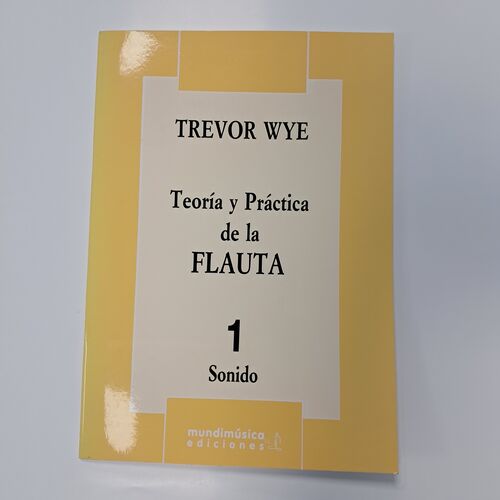 TREVOR WYE
Teoría y Práctica
de la
FLAUTA
1
Sonido
mundimúsica
ediciones